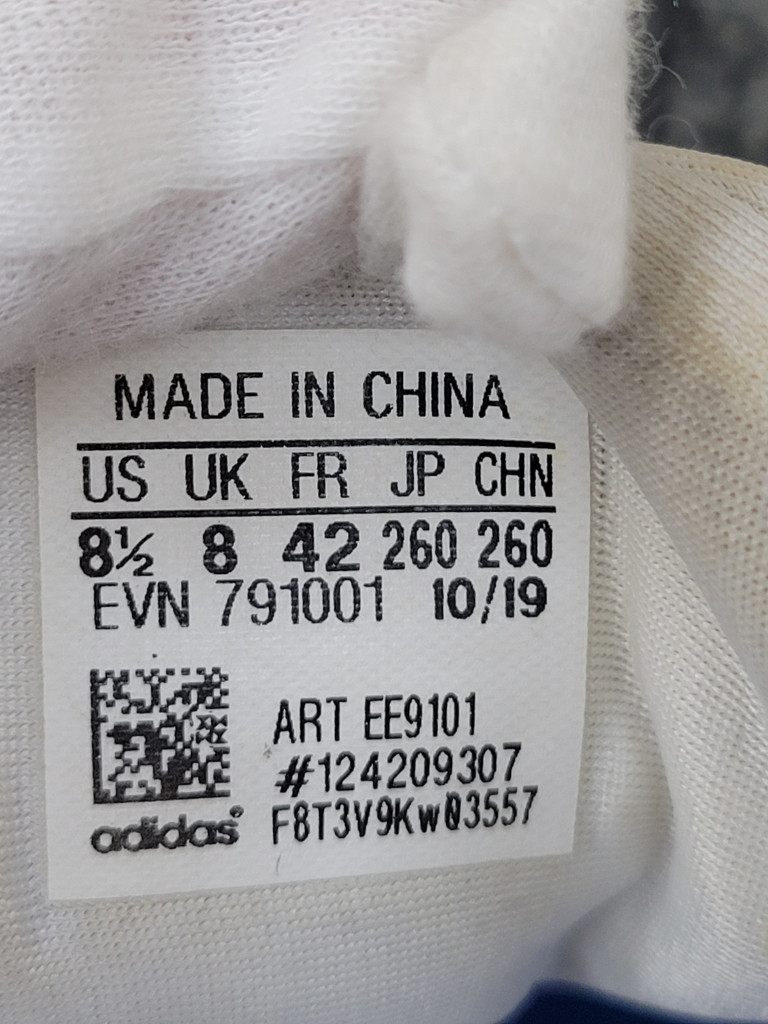 MADE IN CHINA
US UK FR JP CHN
8½ 8 42 260 260
EVN 791001 10/19
ART EE9101
#124209307
F8T3V9Kw03557
adidas®